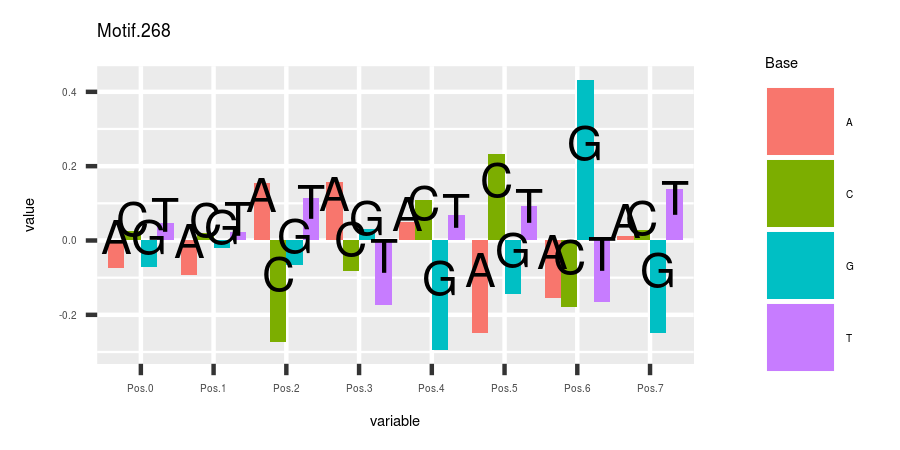 Motif.268
Base
A
C
G
T
value
0.4
0.2
0.0
-0.2
A C G T A C G T A C G T A C G T A C G T A C G T A C G T A C G T
Pos.0 Pos.1 Pos.2 Pos.3 Pos.4 Pos.5 Pos.6 Pos.7
variable